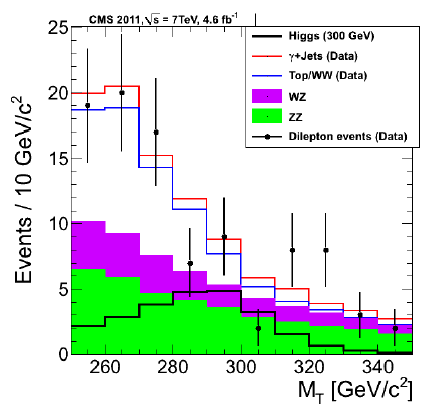 CMS 2011, √s = 7TeV, 4.6 fb⁻¹
Higgs (300 GeV)
γ+Jets (Data)
Top/WW (Data)
WZ
ZZ
Dilepton events (Data)
Events / 10 GeV/c²
25
20
15
10
5
0
260 280 300 320 340
M_T [GeV/c²]